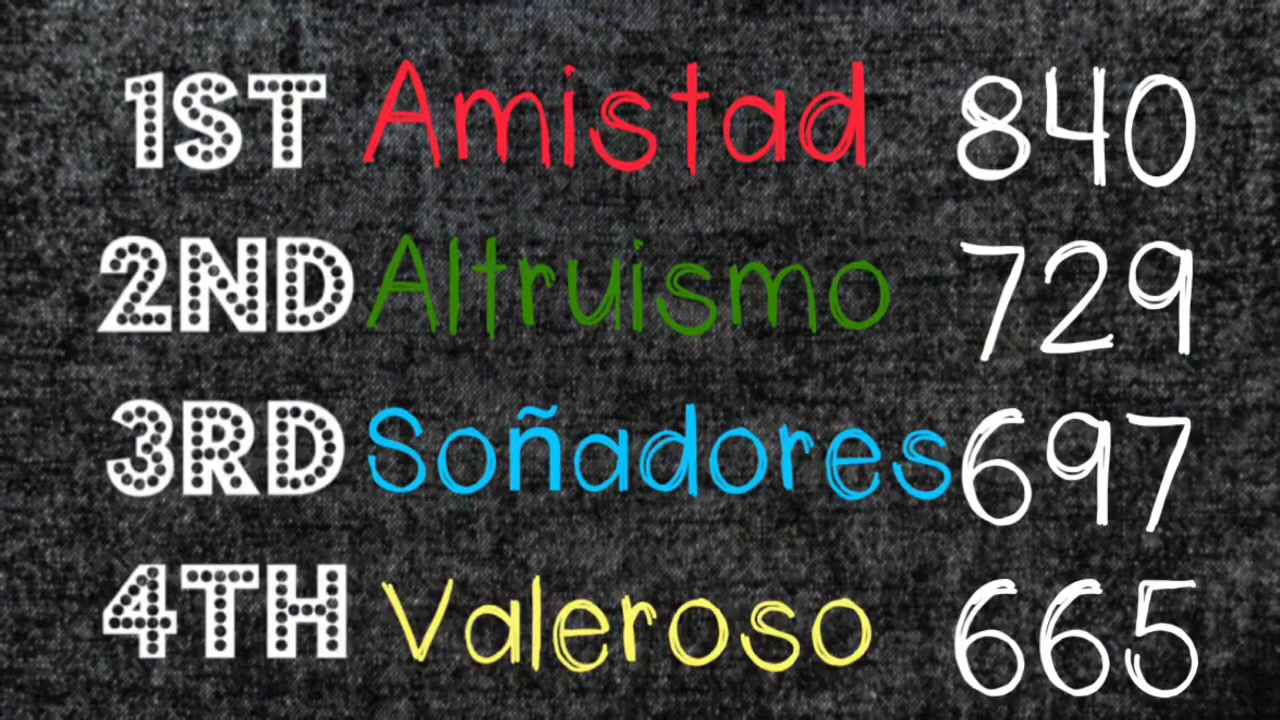 1ST Amistad 840
2ND Altruismo 729
3RD Soñadores 697
4TH Valeroso 665